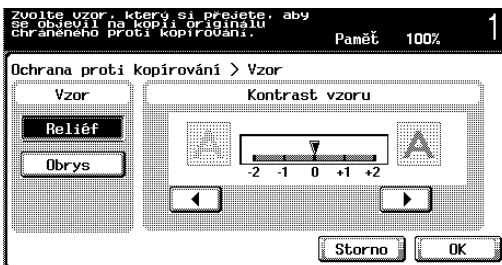 Zvolte vzor, který si přejete, aby
se objevil na kopii originálu
chráněného proti kopírování.
Paměť 100%
1
Ochrana proti kopírování > Vzor
Vzor
Kontrast vzoru
Reliéf
Obrys
A
A
-2 -1 0 +1 +2
Storno
OK